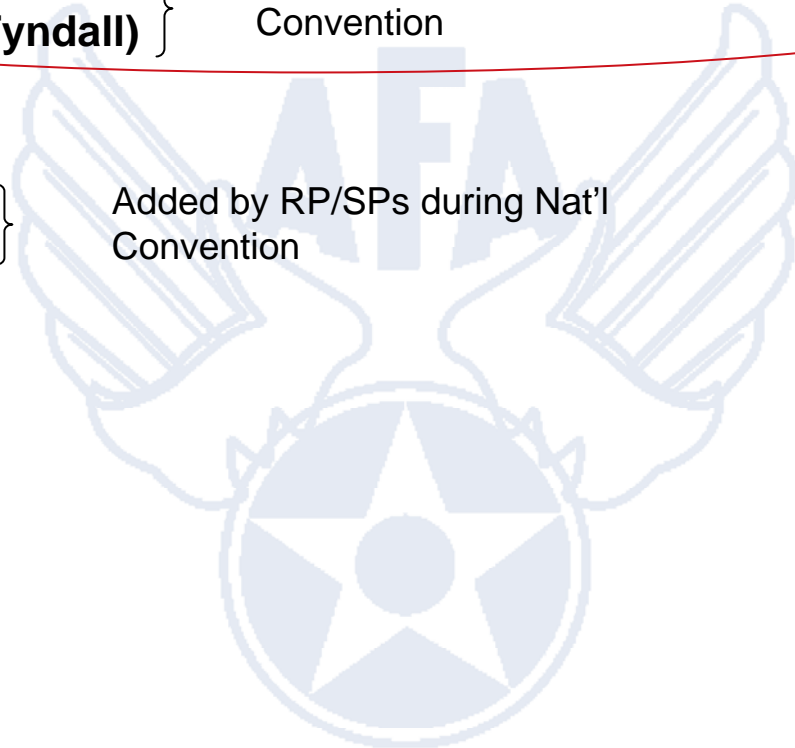 yndall) Convention
AFA
Added by RP/SPs during Nat'l
Convention